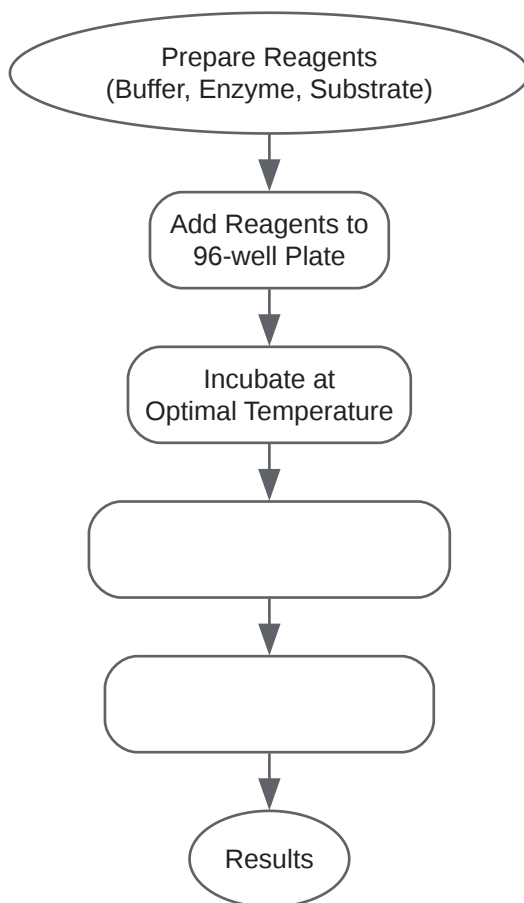 Prepare Reagents
(Buffer, Enzyme, Substrate)
Add Reagents to
96-well Plate
Incubate at
Optimal Temperature
Results